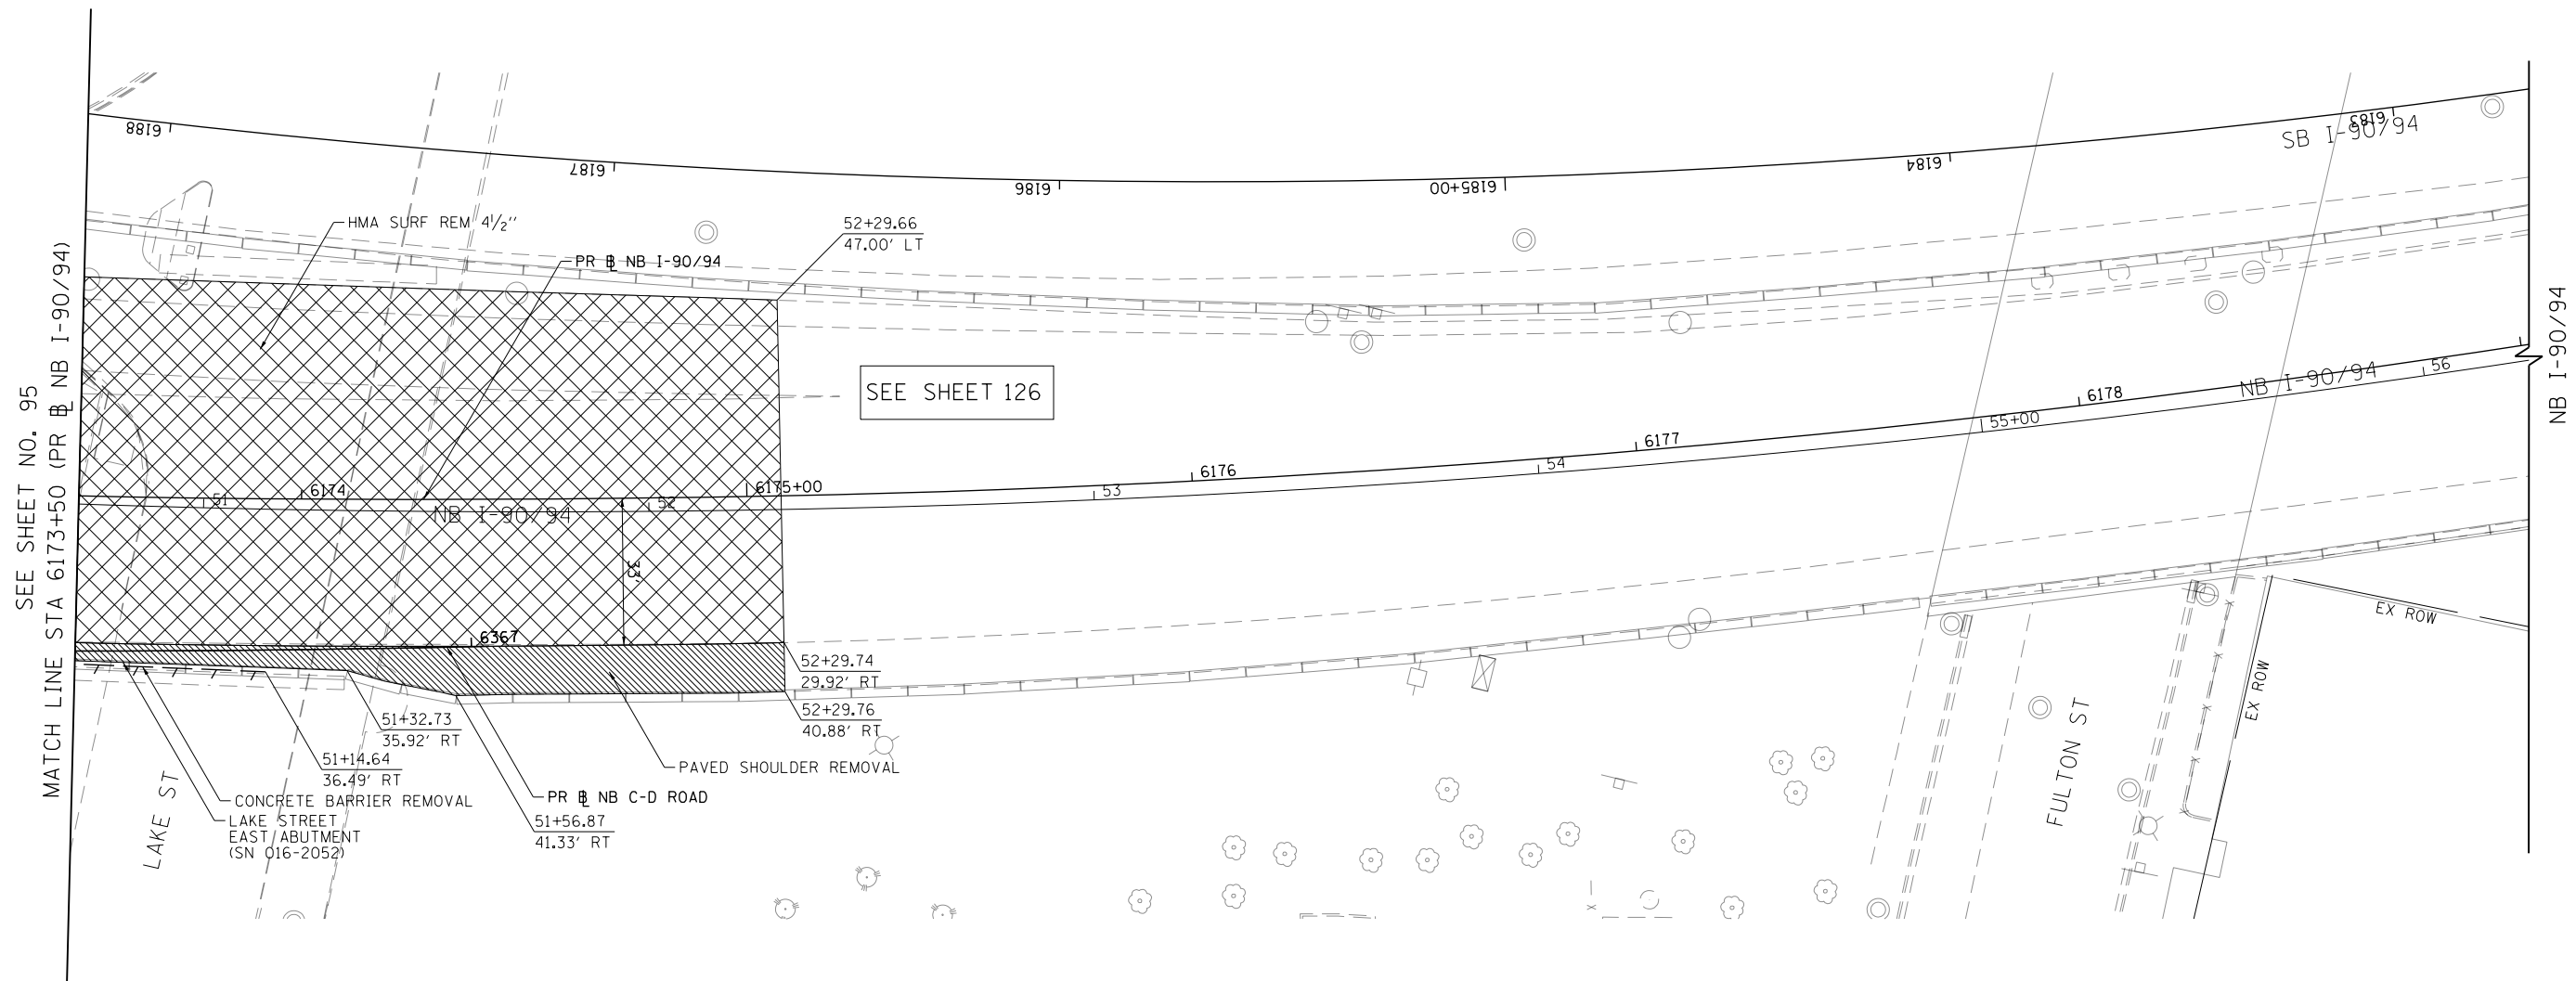 SEE SHEET NO. 95
MATCH LINE STA 6173+50 (PR BL NB I-90/94)
6188
6187
6186
6185+00
6184
6183
SB I-90/94
HMA SURF REM 4 1/2"
PR BL NB I-90/94
52+29.66
47.00' LT
SEE SHEET 126
51
6174
NB I-90/94
52
6175+00
53
6176
54
6177
55+00
6178
NB I-90/94
56
NB I-90/94
33'
6367
52+29.74
29.92' RT
52+29.76
40.88' RT
51+32.73
35.92' RT
51+14.64
36.49' RT
PAVED SHOULDER REMOVAL
PR BL NB C-D ROAD
51+56.87
41.33' RT
CONCRETE BARRIER REMOVAL
LAKE STREET
EAST ABUTMENT
(SN 016-2052)
LAKE ST
FULTON ST
EX ROW
EX ROW